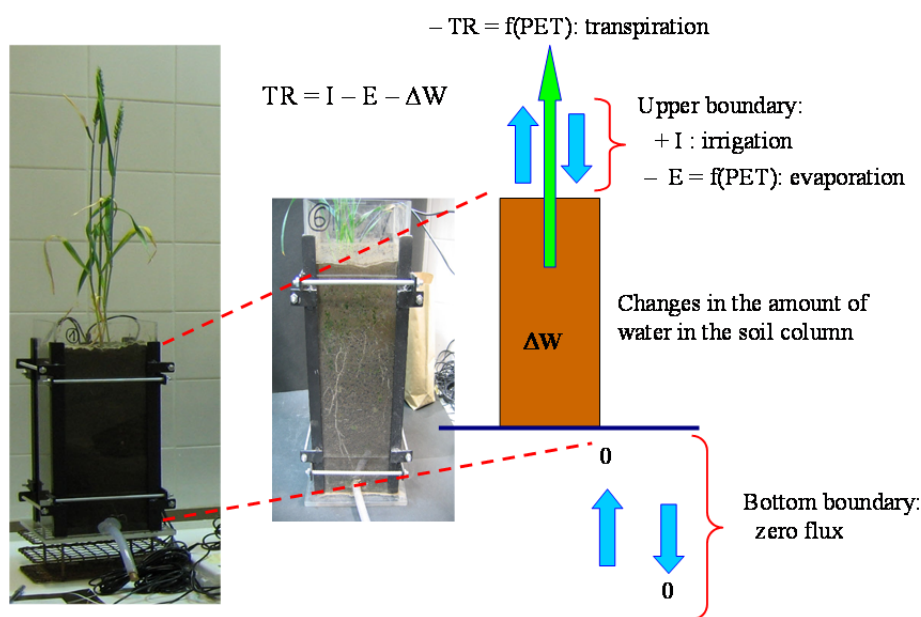 – TR = f(PET): transpiration
TR = I – E – ΔW
Upper boundary:
+ I : irrigation
– E = f(PET): evaporation
6
Changes in the amount of
water in the soil column
ΔW
0
Bottom boundary:
zero flux
0